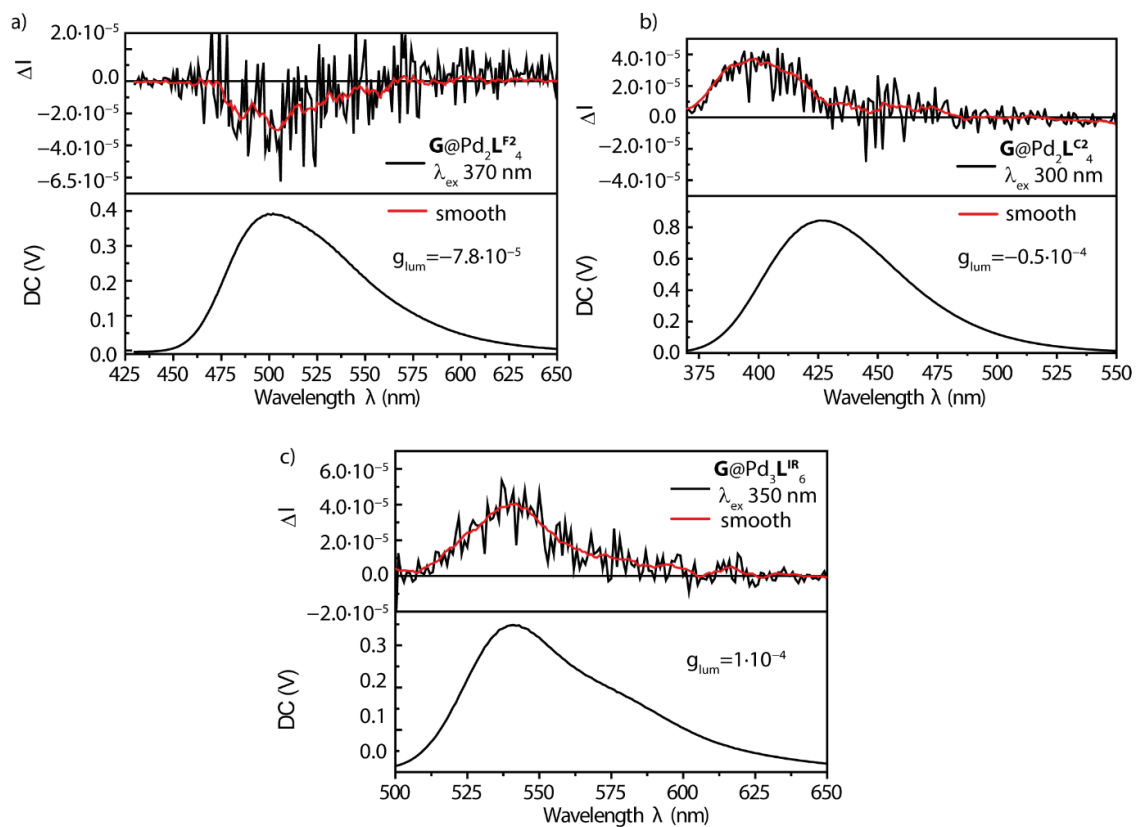 a)
2.0·10⁻⁵
0.0
−2.0·10⁻⁵
−4.0·10⁻⁵
−6.5·10⁻⁵
ΔI
G@Pd₂Lᶠ²₄
λex 370 nm
smooth
glum=−7.8·10⁻⁵
0.4
0.3
0.2
0.1
0.0
DC (V)
425 450 475 500 525 550 575 600 625 650
Wavelength λ (nm)
b)
4.0·10⁻⁵
2.0·10⁻⁵
0.0
−2.0·10⁻⁵
−4.0·10⁻⁵
ΔI
G@Pd₂Lᶜ²₄
λex 300 nm
smooth
glum=−0.5·10⁻⁴
0.8
0.6
0.4
0.2
0.0
DC (V)
375 400 425 450 475 500 525 550
Wavelength λ (nm)
c)
6.0·10⁻⁵
4.0·10⁻⁵
2.0·10⁻⁵
0.0
−2.0·10⁻⁵
ΔI
G@Pd₃Lᴵᴿ₆
λex 350 nm
smooth
glum=1·10⁻⁴
0.3
0.2
0.1
0.0
DC (V)
500 525 550 575 600 625 650
Wavelength λ (nm)